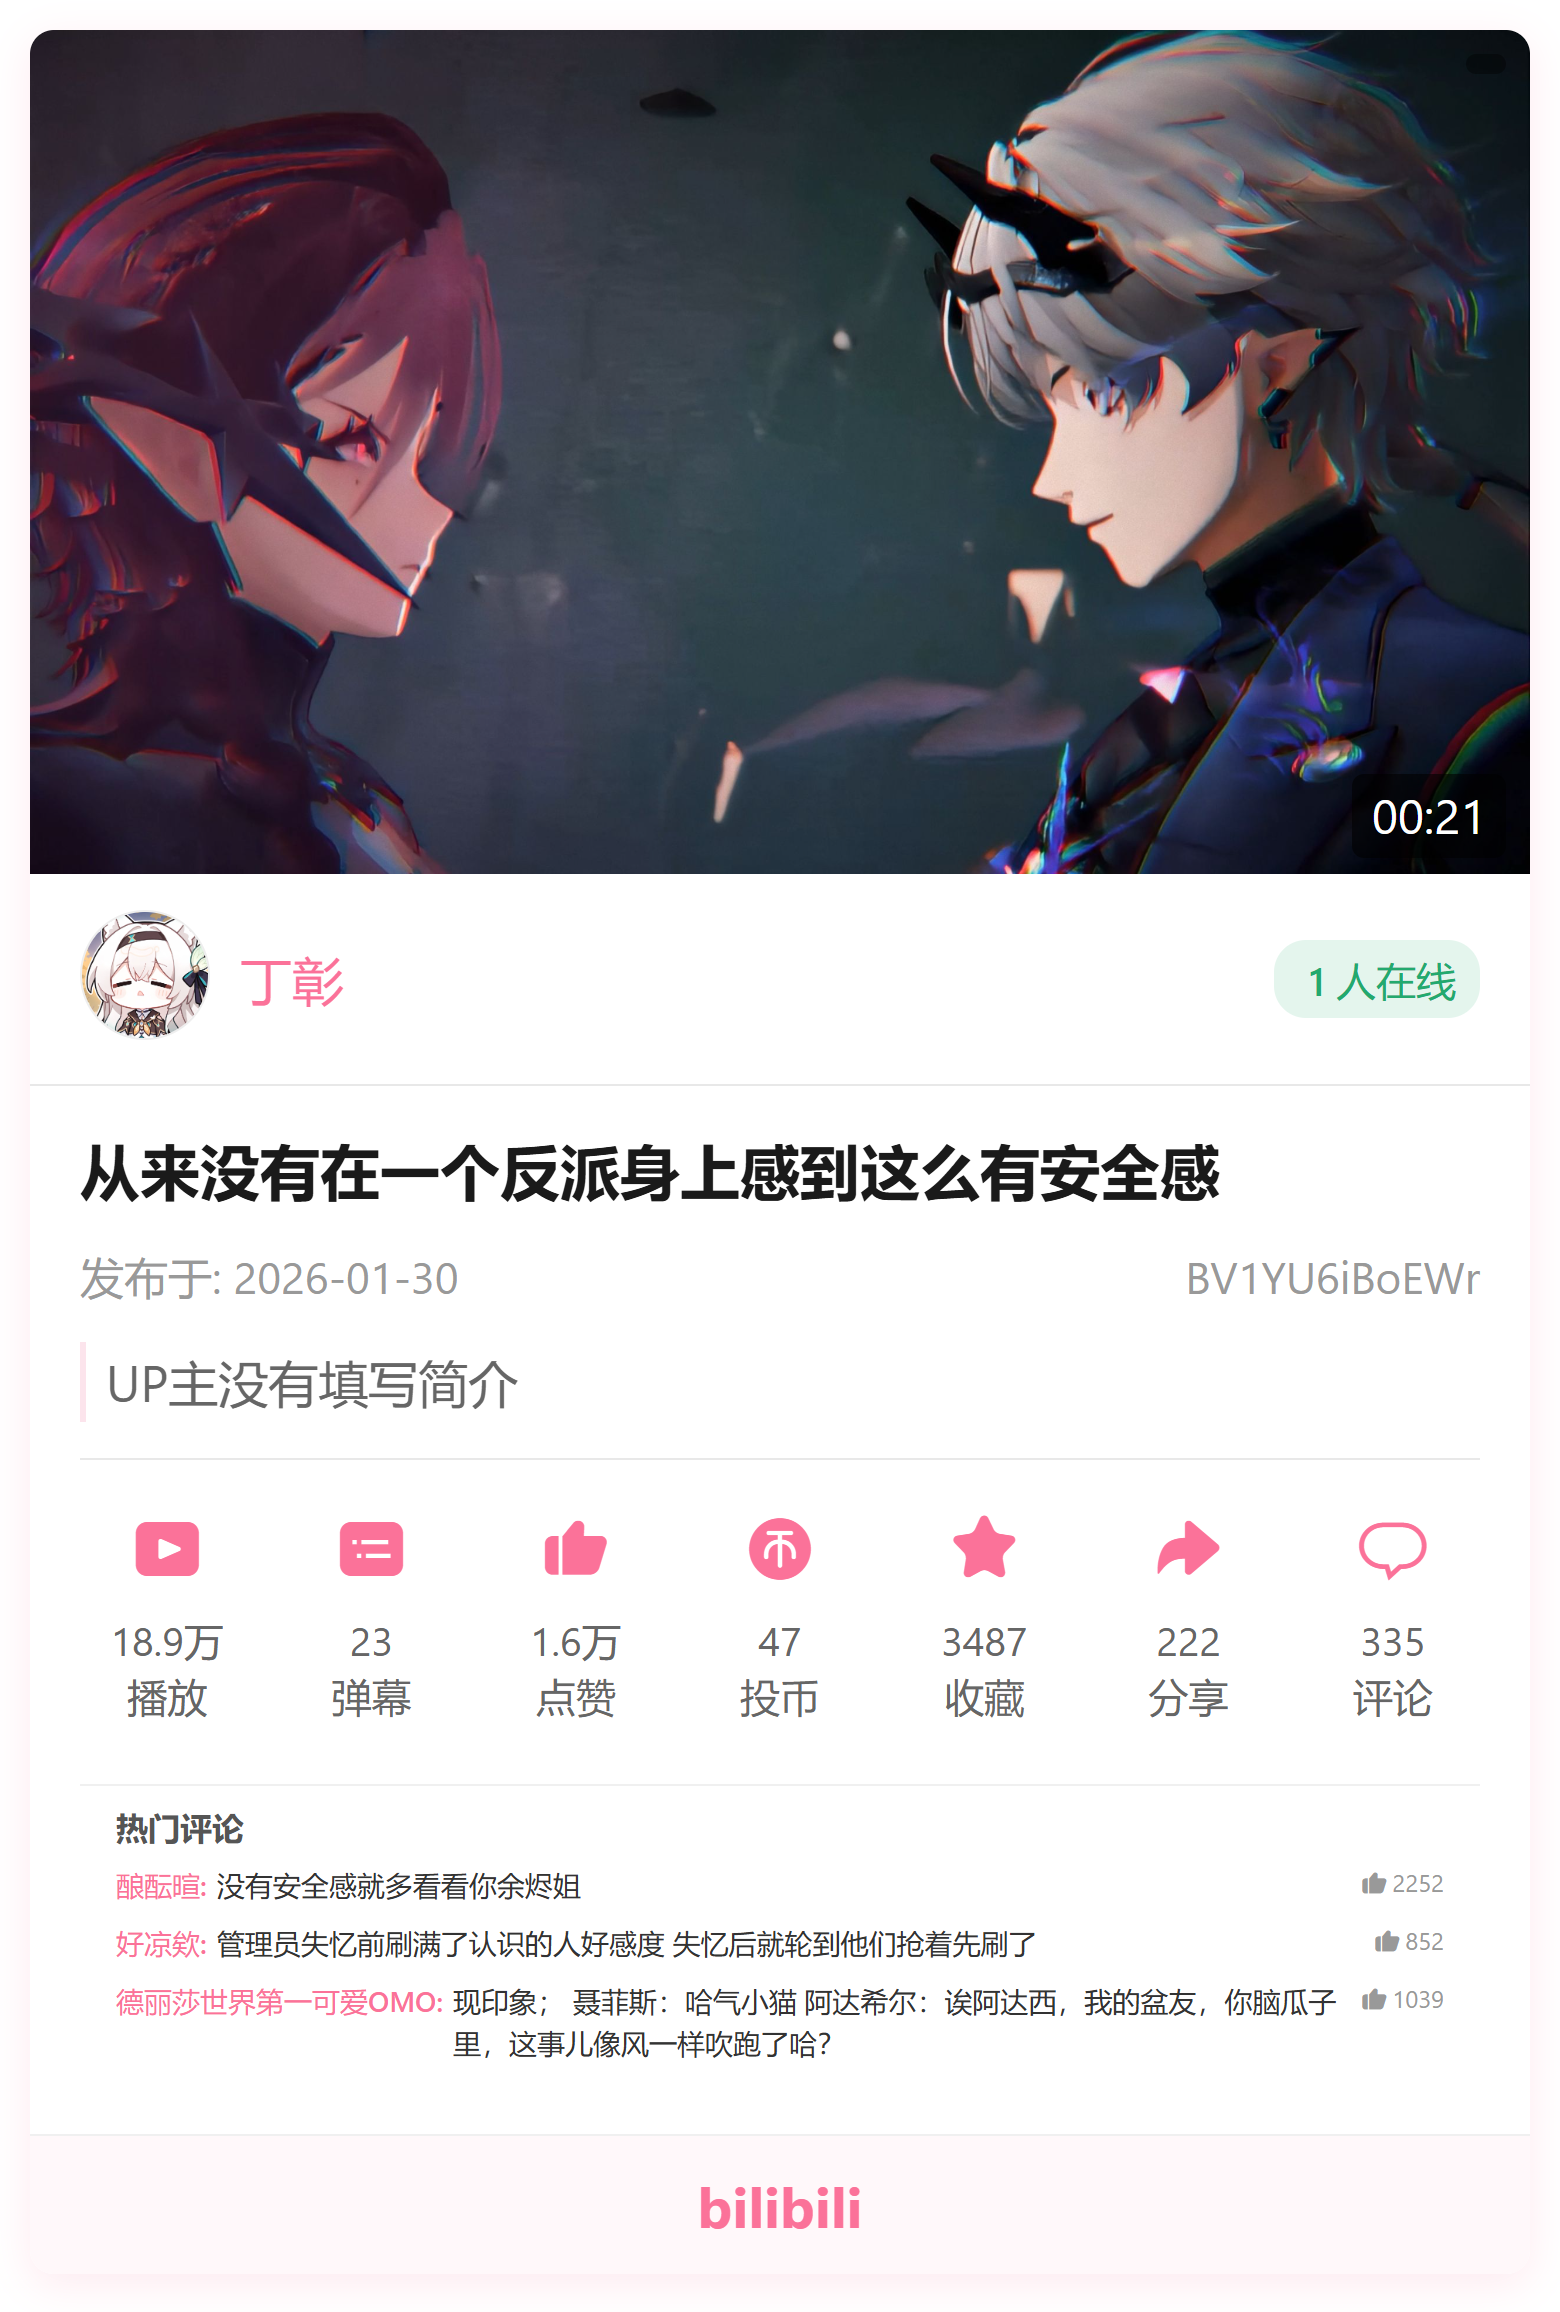 00:21
丁彰
1 人在线
从来没有在一个反派身上感到这么有安全感
发布于: 2026-01-30
BV1YU6iBoEWr
UP主没有填写简介
18.9万 23 1.6万 47 3487 222 335
播放 弹幕 点赞 投币 收藏 分享 评论
热门评论
酿酝暄: 没有安全感就多看看你余烬姐 2252
好凉欸: 管理员失忆前刷满了认识的人好感度 失忆后就轮到他们抢着先刷了 852
德丽莎世界第一可爱OMO: 现印象； 聂菲斯：哈气小猫 阿达希尔：诶阿达西，我的盆友，你脑瓜子 1039
里，这事儿像风一样吹跑了哈？
bilibili